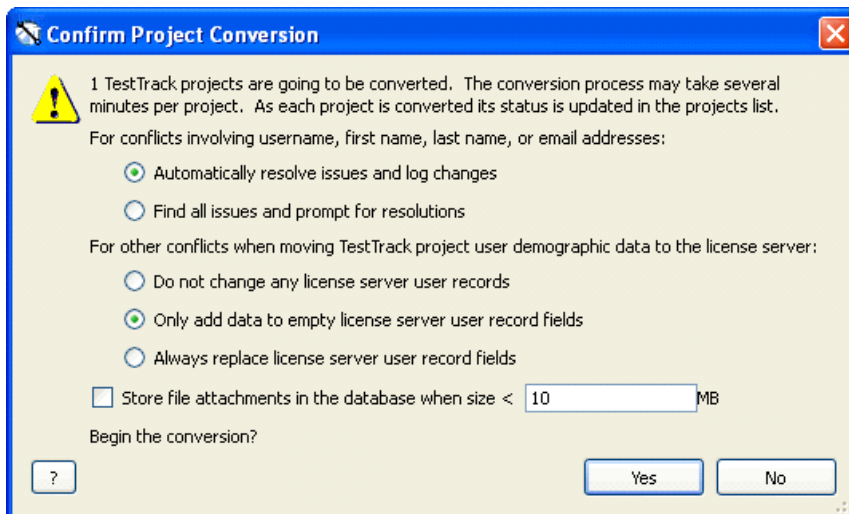 Confirm Project Conversion
1 TestTrack projects are going to be converted. The conversion process may take several
minutes per project. As each project is converted its status is updated in the projects list.
For conflicts involving username, first name, last name, or email addresses:
Automatically resolve issues and log changes
Find all issues and prompt for resolutions
For other conflicts when moving TestTrack project user demographic data to the license server:
Do not change any license server user records
Only add data to empty license server user record fields
Always replace license server user record fields
Store file attachments in the database when size < 10 MB
Begin the conversion?
? Yes No